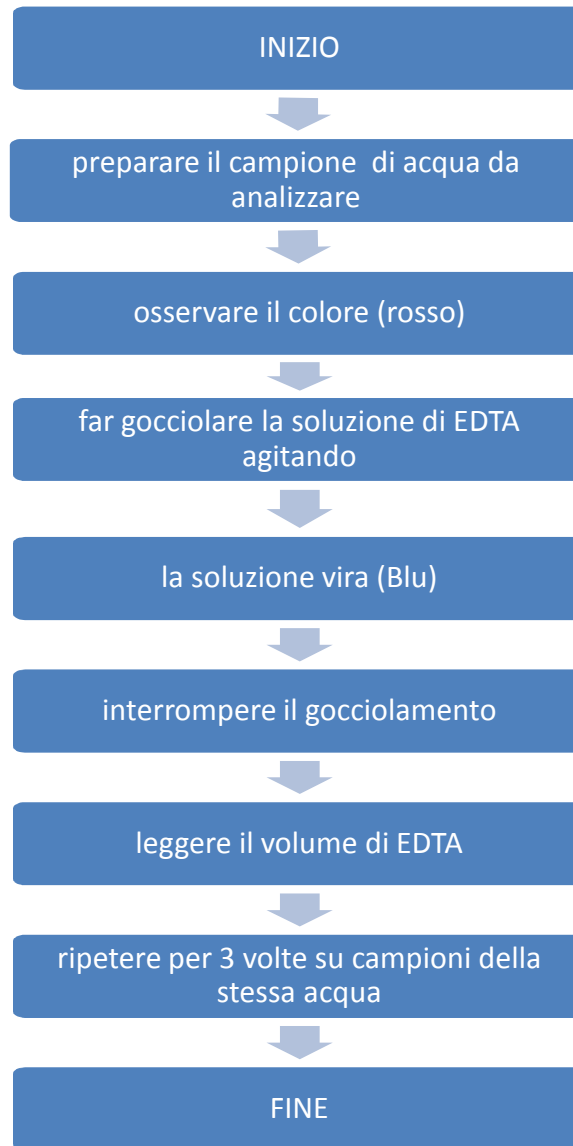 INIZIO
preparare il campione di acqua da
analizzare
osservare il colore (rosso)
far gocciolare la soluzione di EDTA
agitando
la soluzione vira (Blu)
interrompere il gocciolamento
leggere il volume di EDTA
ripetere per 3 volte su campioni della
stessa acqua
FINE